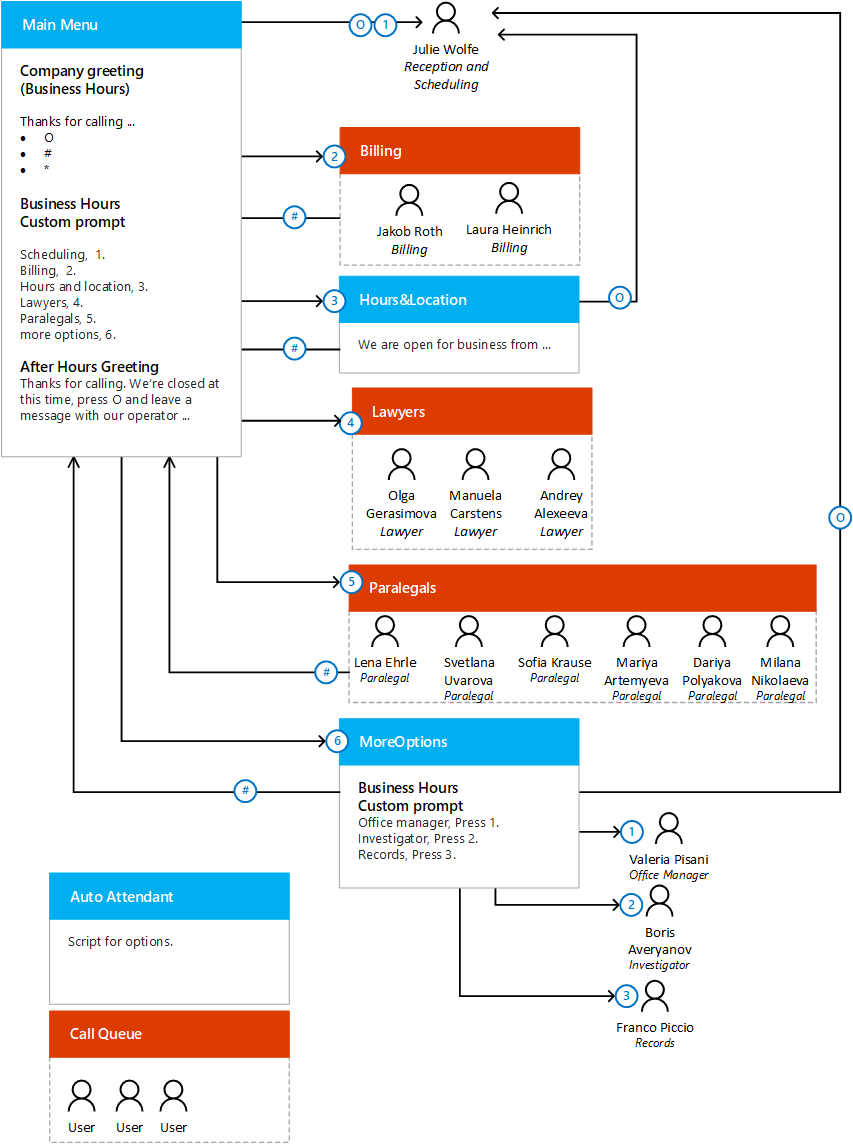 Main Menu
Company greeting
(Business Hours)
Thanks for calling ...
• O
• #
• *
Business Hours
Custom prompt
Scheduling, 1.
Billing, 2.
Hours and location, 3.
Lawyers, 4.
Paralegals, 5.
more options, 6.
After Hours Greeting
Thanks for calling. We're closed at
this time, press O and leave a
message with our operator ...
O
1
Julie Wolfe
Reception and
Scheduling
2
Billing
#
Jakob Roth
Billing
Laura Heinrich
Billing
3
Hours&Location
O
#
We are open for business from ...
4
Lawyers
Olga
Gerasimova
Lawyer
Manuela
Carstens
Lawyer
Andrey
Alexeeva
Lawyer
O
5
Paralegals
#
Lena Ehrle
Paralegal
Svetlana
Uvarova
Paralegal
Sofia Krause
Paralegal
Mariya
Artemyeva
Paralegal
Dariya
Polyakova
Paralegal
Milana
Nikolaeva
Paralegal
6
MoreOptions
#
Business Hours
Custom prompt
Office manager, Press 1.
Investigator, Press 2.
Records, Press 3.
1
Valeria Pisani
Office Manager
2
Boris
Averyanov
Investigator
3
Franco Piccio
Records
Auto Attendant
Script for options.
Call Queue
User
User
User